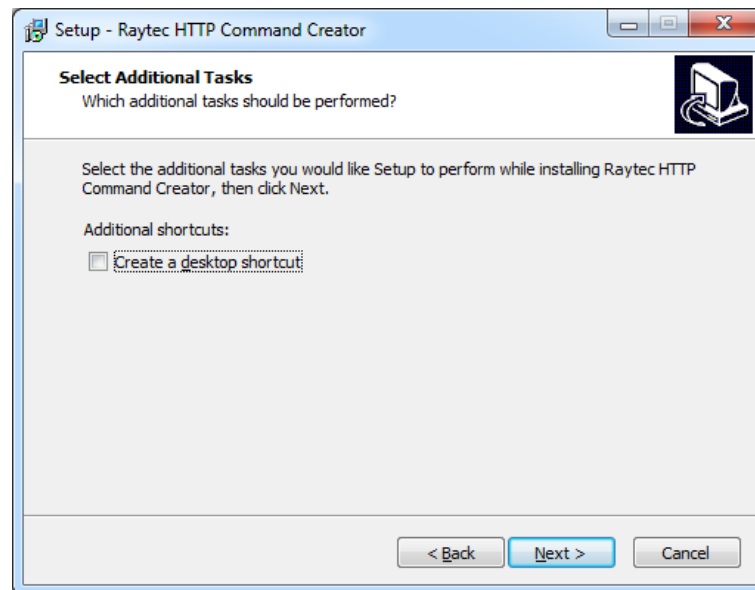 Setup - Raytec HTTP Command Creator
Select Additional Tasks
Which additional tasks should be performed?
Select the additional tasks you would like Setup to perform while installing Raytec HTTP
Command Creator, then click Next.
Additional shortcuts:
Create a desktop shortcut
< Back
Next >
Cancel